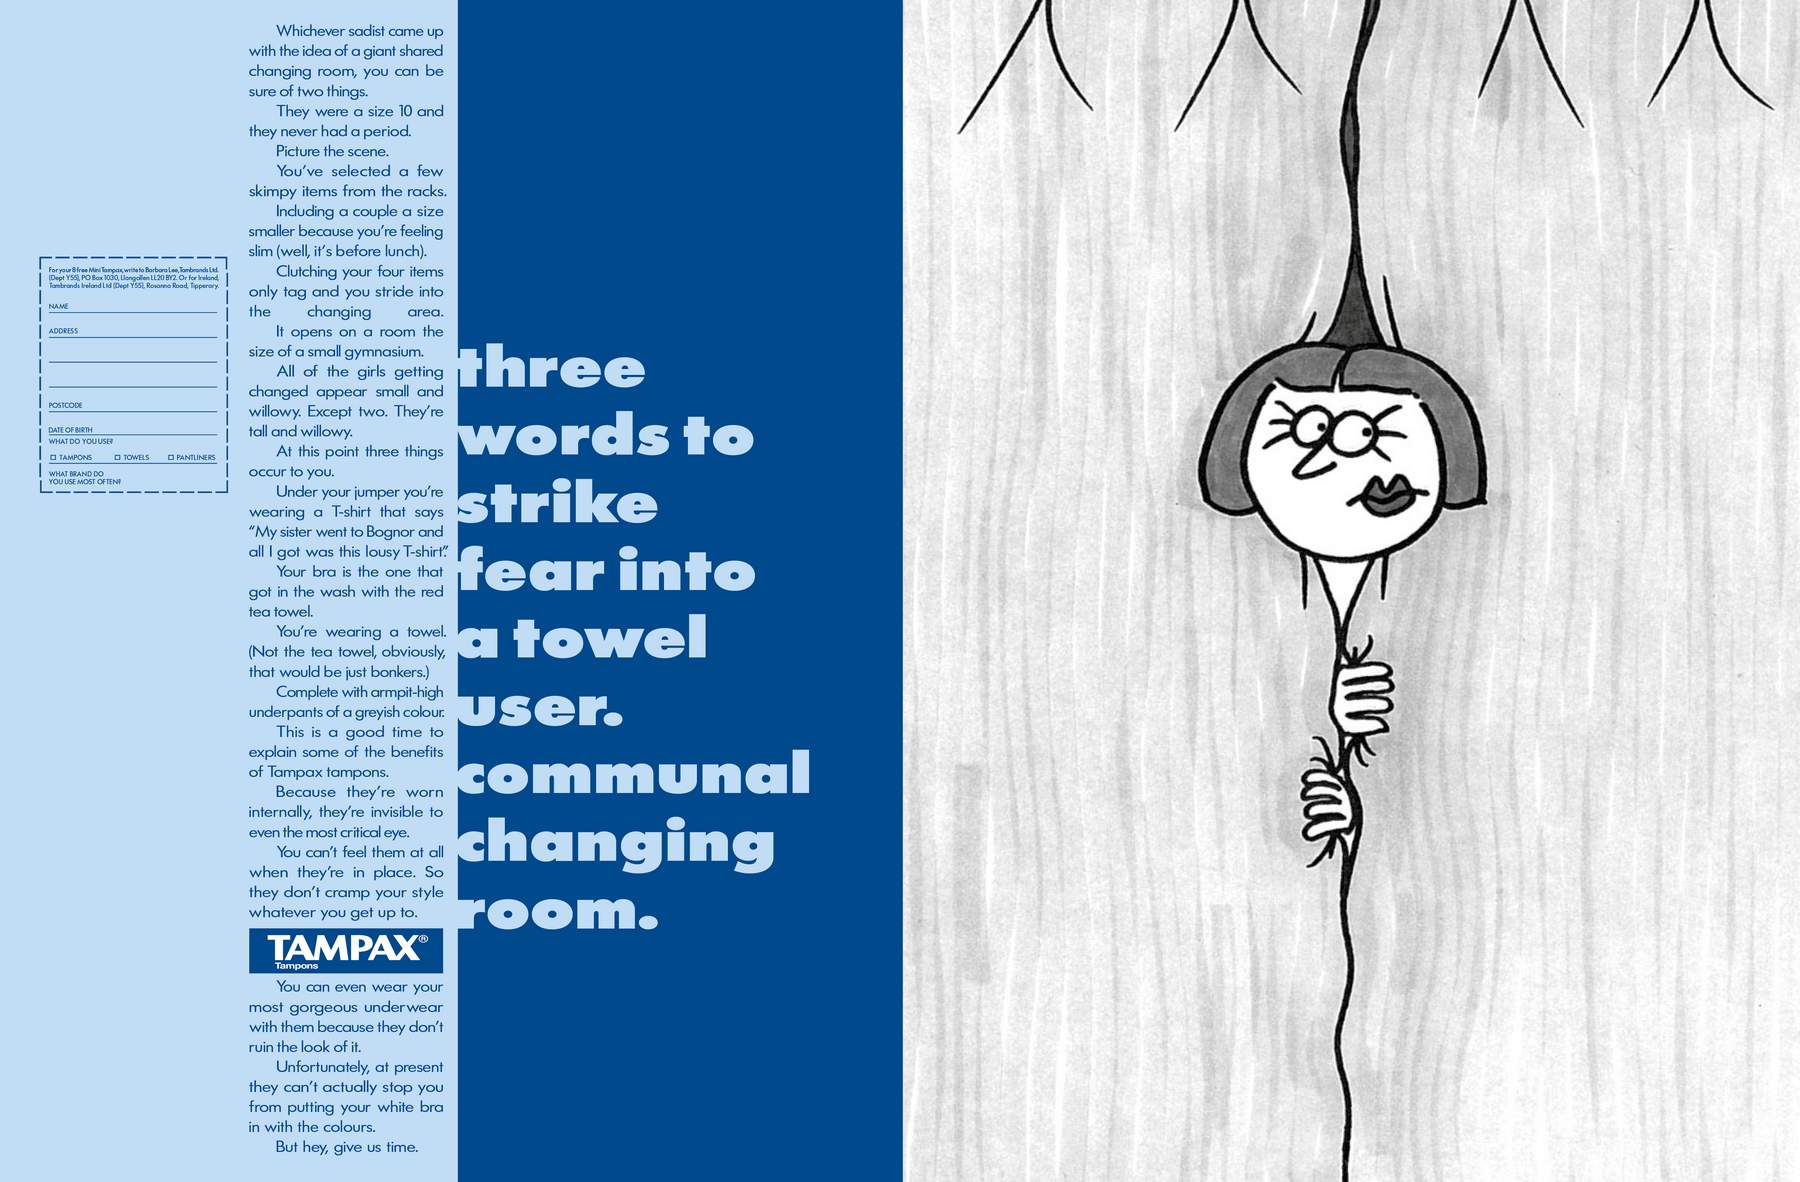 For your 8 free Mini Tampax, write to Barbara Lee, Tambrands Ltd.
(Dept Y55), PO Box 1030, Llangollen LL20 BY2. Or for Ireland,
Tambrands Ireland Ltd (Dept Y55), Rosanna Road, Tipperary.
NAME
ADDRESS
POSTCODE
DATE OF BIRTH
WHAT DO YOU USE?
TAMPONS TOWELS PANTLINERS
WHAT BRAND DO
YOU USE MOST OFTEN?
Whichever sadist came up
with the idea of a giant shared
changing room, you can be
sure of two things.
They were a size 10 and
they never had a period.
Picture the scene.
You've selected a few
skimpy items from the racks.
Including a couple a size
smaller because you're feeling
slim (well, it's before lunch).
Clutching your four items
only tag and you stride into
the changing area.
It opens on a room the
size of a small gymnasium.
All of the girls getting
changed appear small and
willowy. Except two. They're
tall and willowy.
At this point three things
occur to you.
Under your jumper you're
wearing a T-shirt that says
“My sister went to Bognor and
all I got was this lousy T-shirt”.
Your bra is the one that
got in the wash with the red
tea towel.
You're wearing a towel.
(Not the tea towel, obviously,
that would be just bonkers.)
Complete with armpit-high
underpants of a greyish colour.
This is a good time to
explain some of the benefits
of Tampax tampons.
Because they're worn
internally, they're invisible to
even the most critical eye.
You can't feel them at all
when they're in place. So
they don't cramp your style
whatever you get up to.
TAMPAX®
Tampons
You can even wear your
most gorgeous underwear
with them because they don't
ruin the look of it.
Unfortunately, at present
they can't actually stop you
from putting your white bra
in with the colours.
But hey, give us time.
three
words to
strike
fear into
a towel
user.
communal
changing
room.